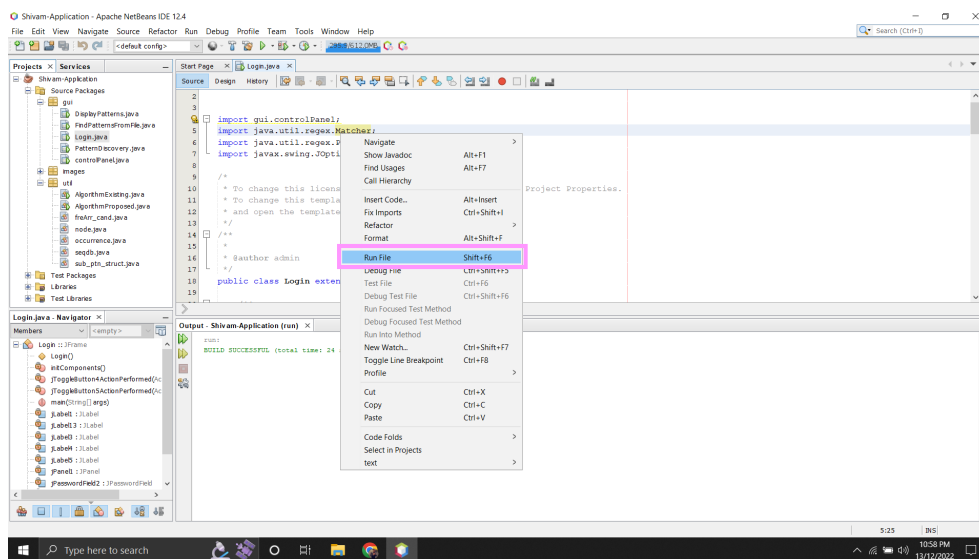 Shivam-Application - Apache NetBeans IDE 12.4
File Edit View Navigate Source Refactor Run Debug Profile Team Tools Window Help
Search (Ctrl+I)
<default config>
Projects Services
Start Page Login.java
Source Design History
Shivam-Application
Source Packages
gui
DisplayPatterns.java
FindPatternsFromFile.java
Login.java
PatternDiscovery.java
controlPanel.java
images
util
AlgorithmExisting.java
AlgorithmProposed.java
freArr_cand.java
node.java
occurrence.java
seqdb.java
sub_ptn_struct.java
Test Packages
Libraries
Test Libraries
2
3
4 import gui.controlPanel;
5 import java.util.regex.Matcher;
6 import java.util.regex.P
7 import javax.swing.JOpti
8
9 /*
10 * To change this licens Project Properties.
11 * To change this templa
12 * and open the template
13 */
14 /**
15 *
16 * @author admin
17 */
18 public class Login exten
19
Navigate >
Show Javadoc Alt+F1
Find Usages Alt+F7
Call Hierarchy
Insert Code... Alt+Insert
Fix Imports Ctrl+Shift+I
Refactor >
Format Alt+Shift+F
Run File Shift+F6
Debug File Ctrl+Shift+F5
Test File Ctrl+F6
Debug Test File Ctrl+Shift+F6
Run Focused Test Method
Debug Focused Test Method
Run Into Method
New Watch... Ctrl+Shift+F7
Toggle Line Breakpoint Ctrl+F8
Profile >
Cut Ctrl+X
Copy Ctrl+C
Paste Ctrl+V
Code Folds >
Select in Projects
text >
Login.java - Navigator
Members <empty>
Login :: JFrame
Login()
initComponents()
jToggleButton4ActionPerformed(Ac
jToggleButton5ActionPerformed(Ac
main(String[] args)
jLabel1 : JLabel
jLabel13 : JLabel
jLabel3 : JLabel
jLabel4 : JLabel
jLabel5 : JLabel
jPanel1 : JPanel
jPasswordField2 : JPasswordField
Output - Shivam-Application (run)
run:
BUILD SUCCESSFUL (total time: 24
5:25 INS
Type here to search
10:58 PM
13/12/2022